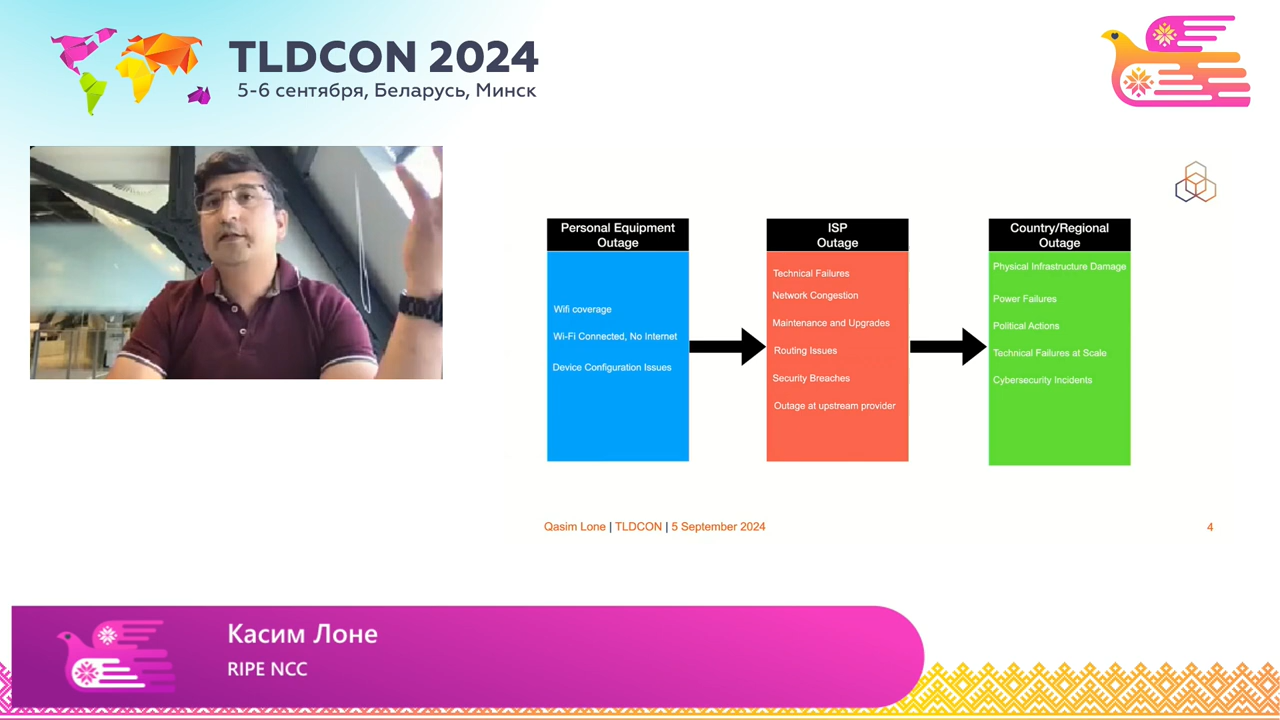 TLDCON 2024
5-6 сентября, Беларусь, Минск
Personal Equipment
Outage
Wifi coverage
Wi-Fi Connected, No Internet
Device Configuration Issues
ISP
Outage
Technical Failures
Network Congestion
Maintenance and Upgrades
Routing Issues
Security Breaches
Outage at upstream provider
Country/Regional
Outage
Physical Infrastructure Damage
Power Failures
Political Actions
Technical Failures at Scale
Cybersecurity Incidents
Qasim Lone | TLDCON | 5 September 2024
4
Касим Лоне
RIPE NCC